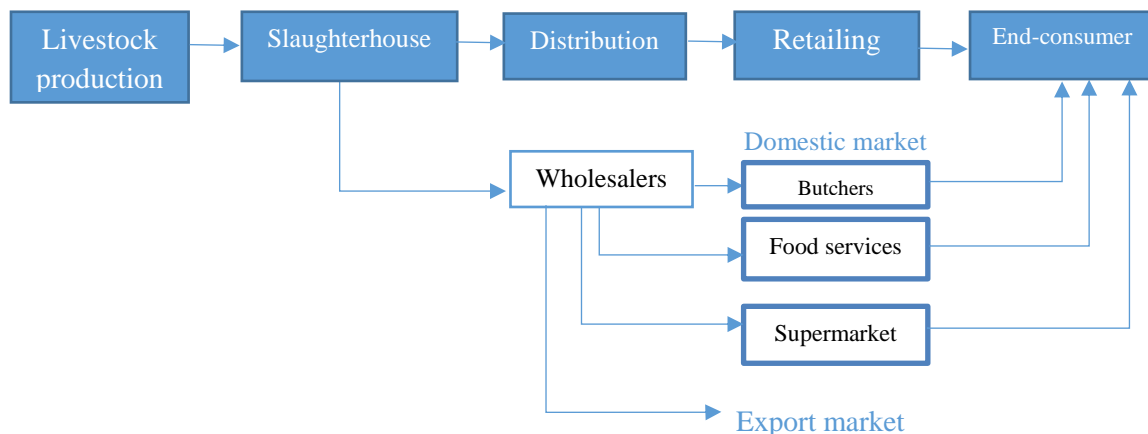 Livestock
production
Slaughterhouse
Distribution
Retailing
End-consumer
Domestic market
Wholesalers
Butchers
Food services
Supermarket
Export market